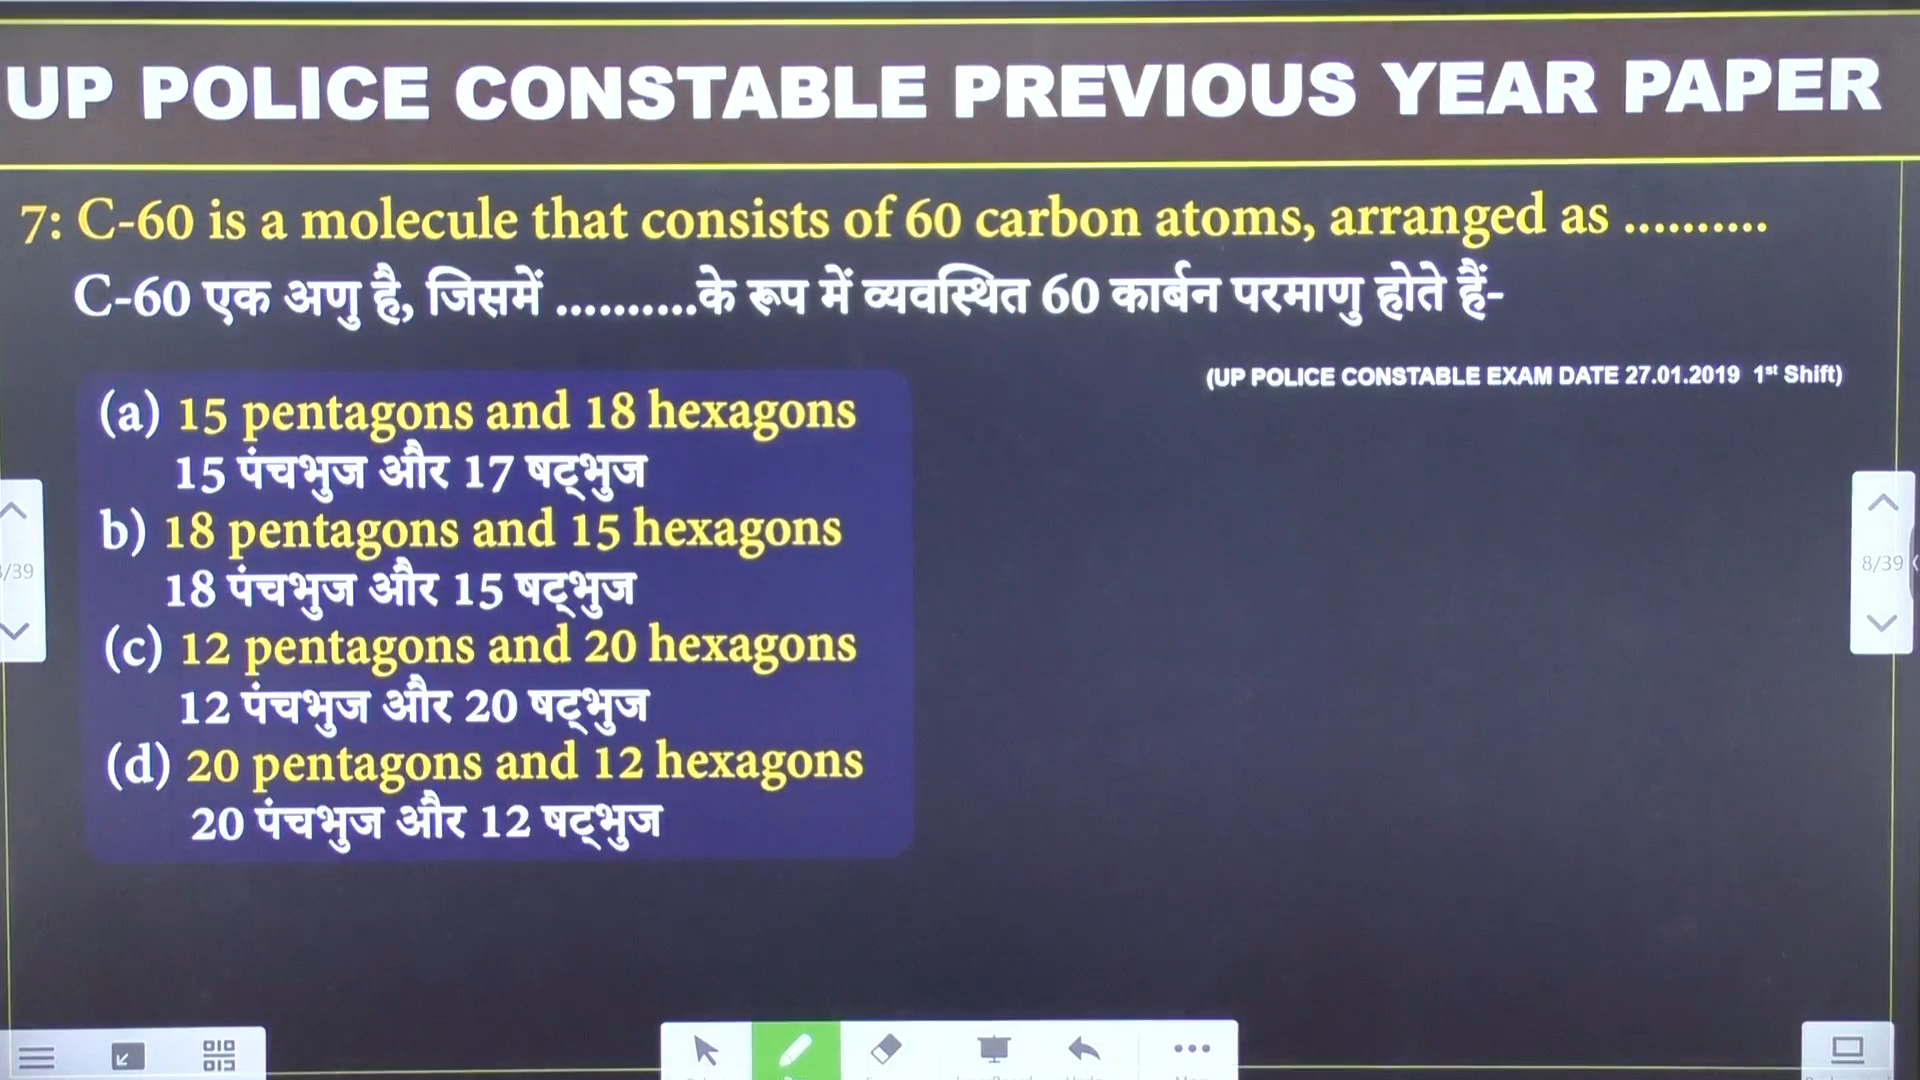 UP POLICE CONSTABLE PREVIOUS YEAR PAPER
7: C-60 is a molecule that consists of 60 carbon atoms, arranged as ..........
C-60 एक अणु है, जिसमें ..........के रूप में व्यवस्थित 60 कार्बन परमाणु होते हैं-
(UP POLICE CONSTABLE EXAM DATE 27.01.2019 1st Shift)
(a) 15 pentagons and 18 hexagons
15 पंचभुज और 17 षट्भुज
b) 18 pentagons and 15 hexagons
18 पंचभुज और 15 षट्भुज
(c) 12 pentagons and 20 hexagons
12 पंचभुज और 20 षट्भुज
(d) 20 pentagons and 12 hexagons
20 पंचभुज और 12 षट्भुज
/39
8/39